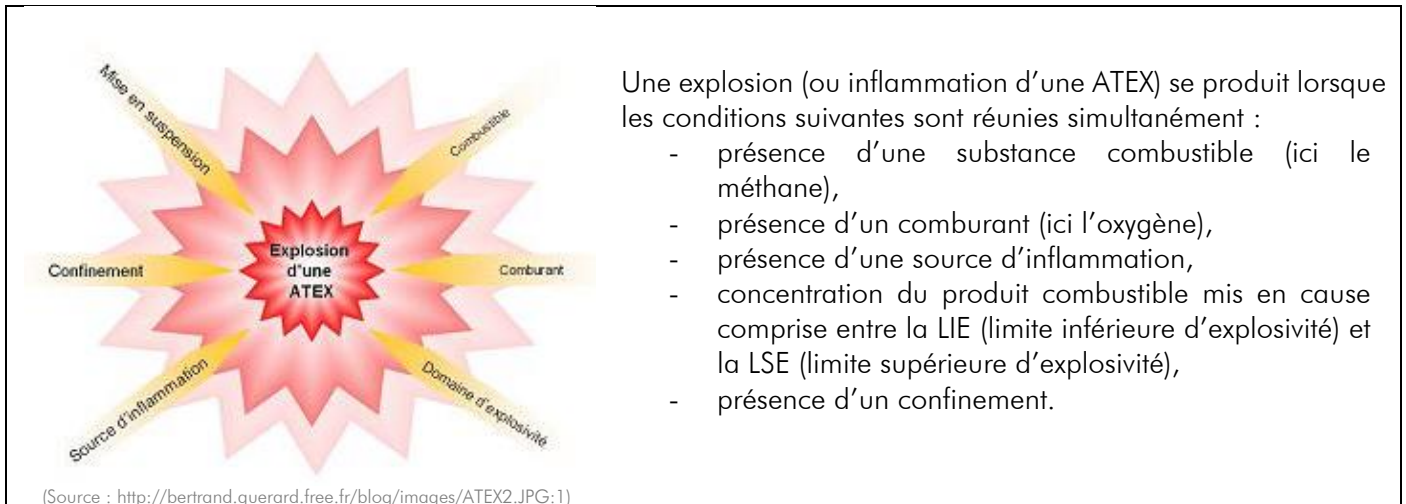 Mise en suspension
Combustible
Confinement
Explosion
d'une
ATEX
Comburant
Source d'inflammation
Domaine d'explosivité
(Source : http://bertrand.guerard.free.fr/blog/images/ATEX2.JPG;1)
Une explosion (ou inflammation d'une ATEX) se produit lorsque
les conditions suivantes sont réunies simultanément :
- présence d'une substance combustible (ici le
méthane),
- présence d'un comburant (ici l'oxygène),
- présence d'une source d'inflammation,
- concentration du produit combustible mis en cause
comprise entre la LIE (limite inférieure d'explosivité) et
la LSE (limite supérieure d'explosivité),
- présence d'un confinement.